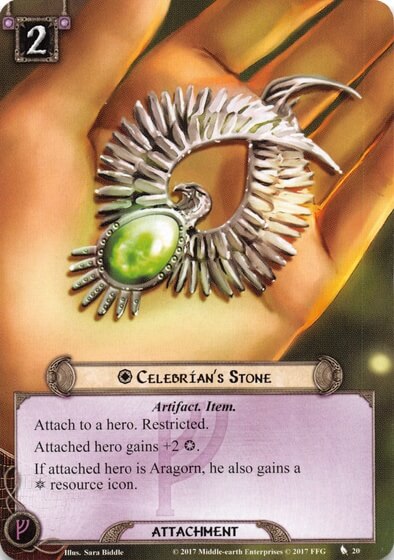 2
Celebrían's Stone
Artifact. Item.
Attach to a hero. Restricted.
Attached hero gains +2 .
If attached hero is Aragorn, he also gains a
resource icon.
ATTACHMENT
Illus. Sara Biddle © 2017 Middle-earth Enterprises © 2017 FFG 20